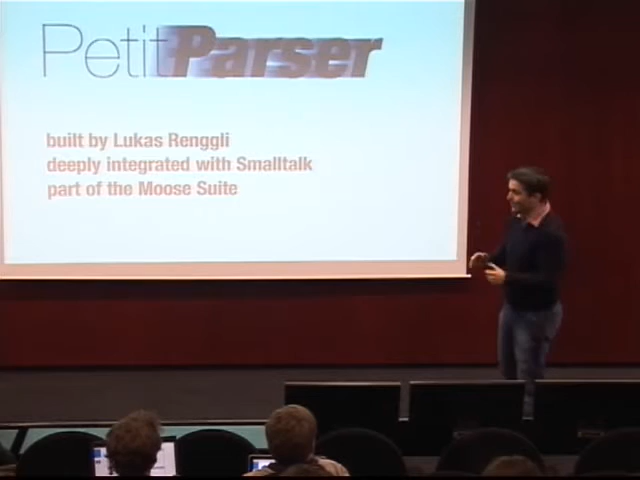 PetitParser
built by Lukas Renggli
deeply integrated with Smalltalk
part of the Moose Suite